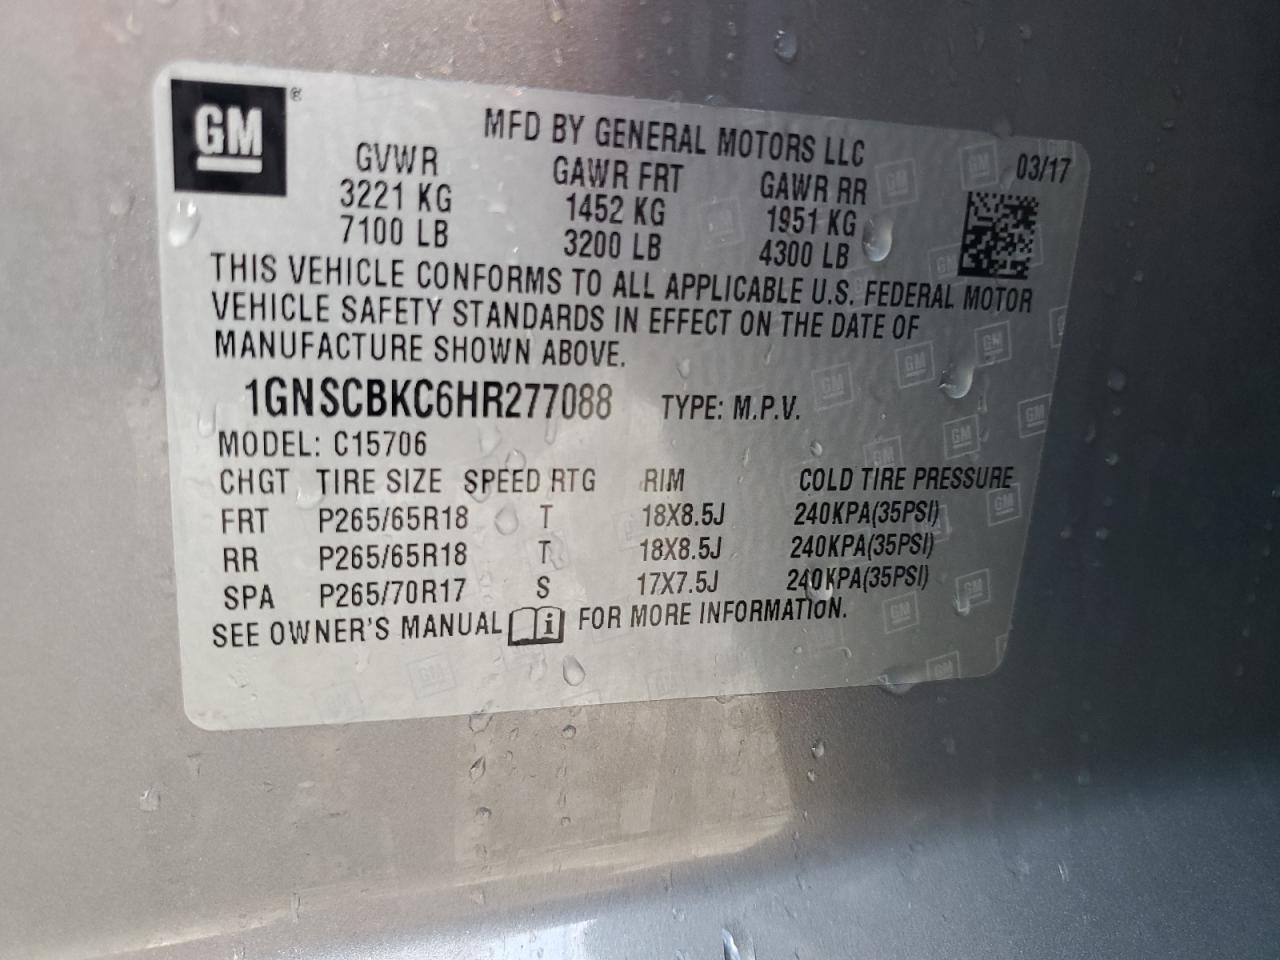 GM®
MFD BY GENERAL MOTORS LLC
03/17
GVWR GAWR FRT GAWR RR
3221 KG 1452 KG 1951 KG
7100 LB 3200 LB 4300 LB
THIS VEHICLE CONFORMS TO ALL APPLICABLE U.S. FEDERAL MOTOR
VEHICLE SAFETY STANDARDS IN EFFECT ON THE DATE OF
MANUFACTURE SHOWN ABOVE.
1GNSCBKC6HR277088 TYPE: M.P.V.
MODEL: C15706
CHGT TIRE SIZE SPEED RTG RIM COLD TIRE PRESSURE
FRT P265/65R18 T 18X8.5J 240KPA(35PSI)
RR P265/65R18 T 18X8.5J 240KPA(35PSI)
SPA P265/70R17 S 17X7.5J 240KPA(35PSI)
SEE OWNER'S MANUAL i FOR MORE INFORMATION.